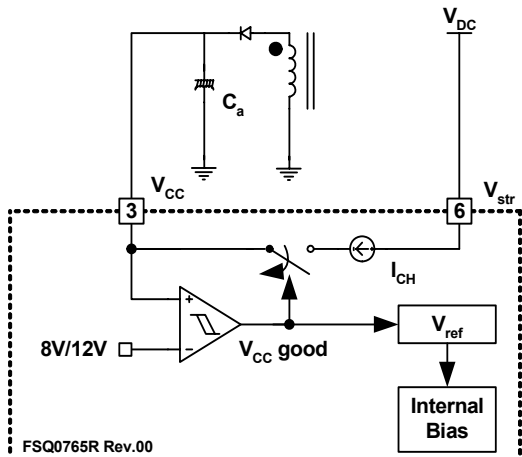 V_DC
C_a
V_CC
V_str
3
6
I_CH
8V/12V
+
-
V_CC good
V_ref
Internal
Bias
FSQ0765R Rev.00